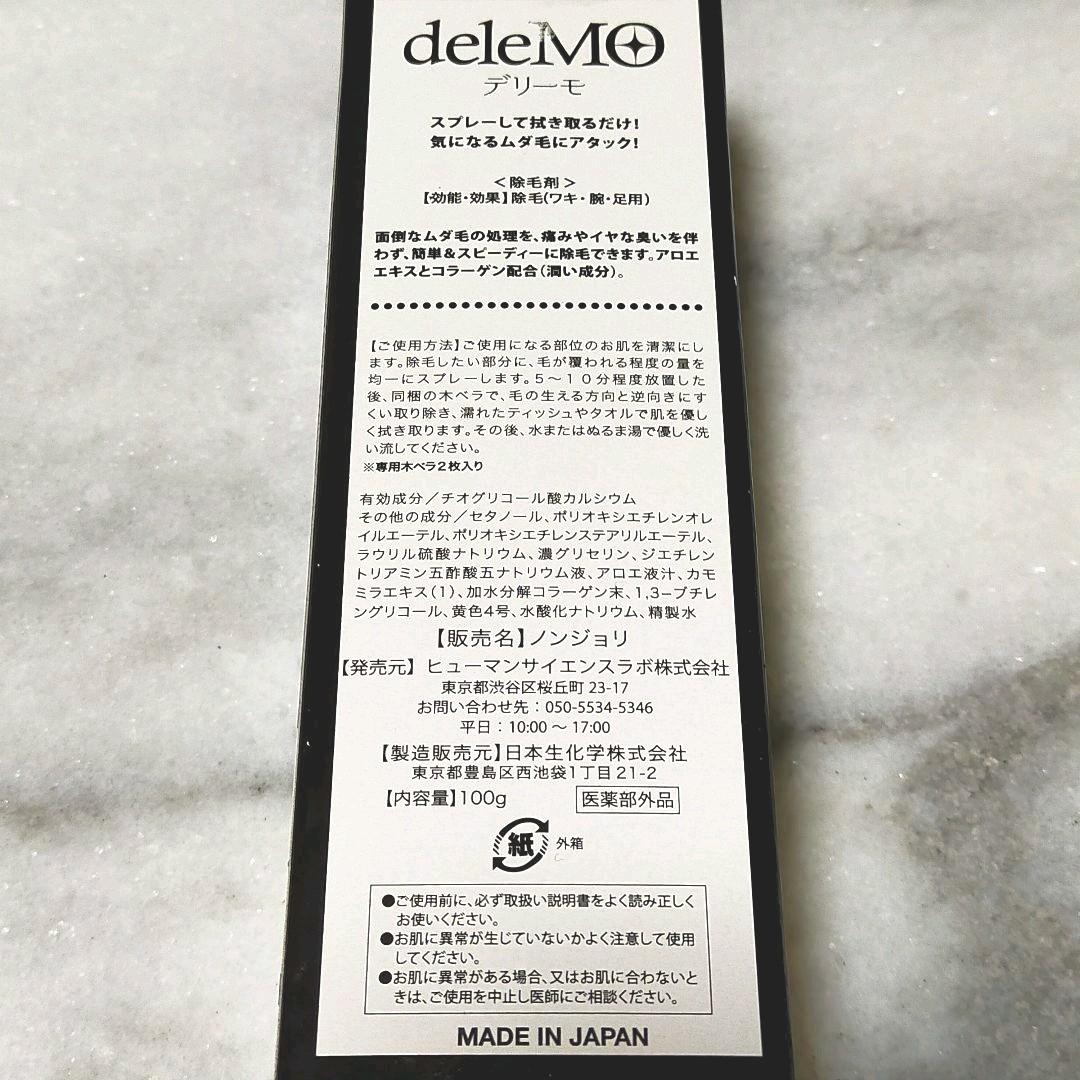 deleMO
デリーモ
スプレーして拭き取るだけ!
気になるムダ毛にアタック!
＜除毛剤＞
【効能・効果】除毛(ワキ・腕・足用)
面倒なムダ毛の処理を、痛みやイヤな臭いを伴
わず、簡単&スピーディーに除毛できます。アロエ
エキスとコラーゲン配合(潤い成分)。
【ご使用方法】ご使用になる部位のお肌を清潔にし
ます。除毛したい部分に、毛が覆われる程度の量を
均一にスプレーします。５～１０分程度放置した
後、同梱の木ベラで、毛の生える方向と逆向きにす
くい取り除き、濡れたティッシュやタオルで肌を優し
く拭き取ります。その後、水またはぬるま湯で優しく洗
い流してください。
※専用木ベラ2枚入り
有効成分／チオグリコール酸カルシウム
その他の成分／セタノール、ポリオキシエチレンオレ
イルエーテル、ポリオキシエチレンステアリルエーテル、
ラウリル硫酸ナトリウム、濃グリセリン、ジエチレン
トリアミン五酢酸五ナトリウム液、アロエ液汁、カモ
ミラエキス(1)、加水分解コラーゲン末、1,3-ブチレ
ングリコール、黄色4号、水酸化ナトリウム、精製水
【販売名】ノンジョリ
【発売元】ヒューマンサイエンスラボ株式会社
東京都渋谷区桜丘町 23-17
お問い合わせ先：050-5534-5346
平日：10:00 ～ 17:00
【製造販売元】日本生化学株式会社
東京都豊島区西池袋1丁目21-2
【内容量】100g 医薬部外品
紙 外箱
●ご使用前に、必ず取扱い説明書をよく読み正しく
お使いください。
●お肌に異常が生じていないかよく注意して使用
してください。
●お肌に異常がある場合、又はお肌に合わないと
きは、ご使用を中止し医師にご相談ください。
MADE IN JAPAN